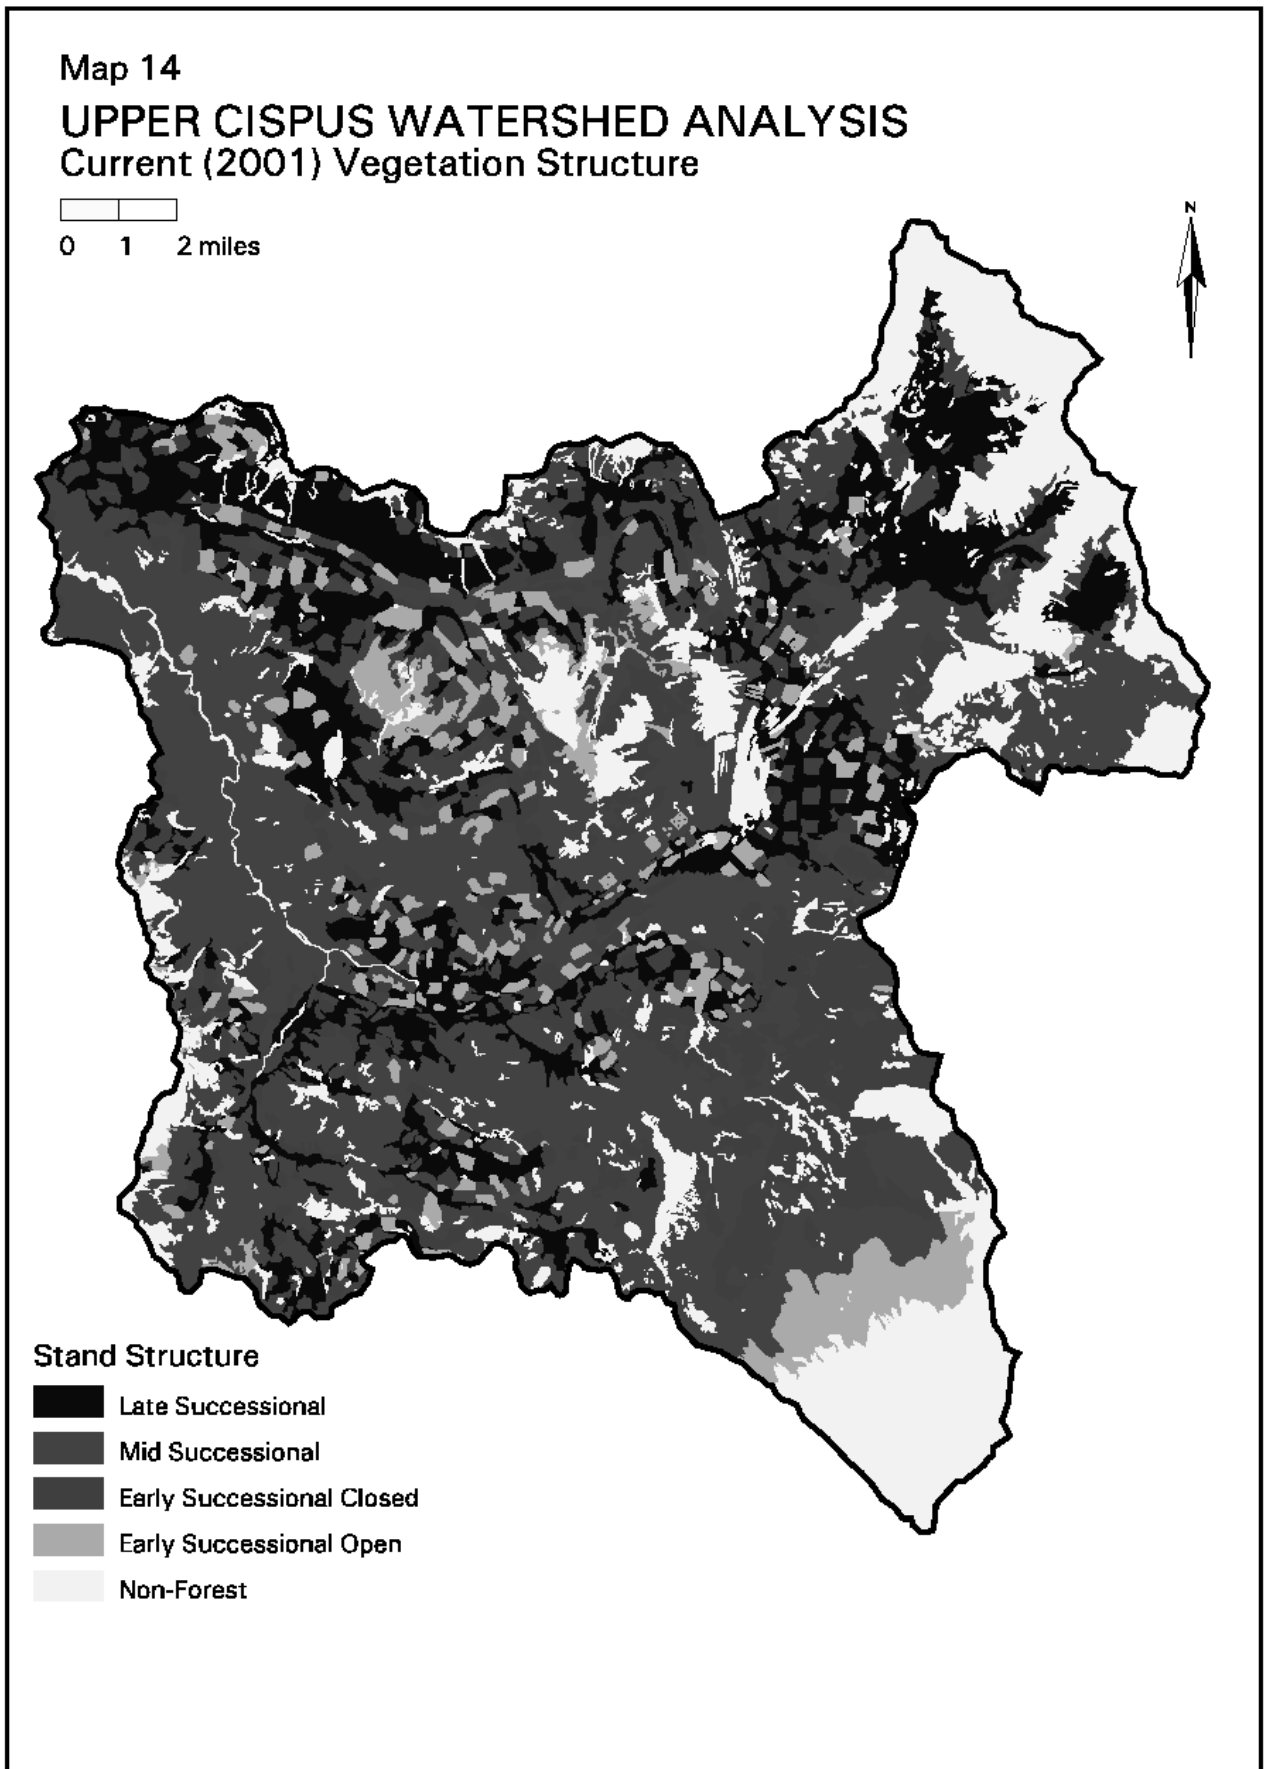 Map 14
UPPER CISPUS WATERSHED ANALYSIS
Current (2001) Vegetation Structure
0 1 2 miles
N
Stand Structure
Late Successional
Mid Successional
Early Successional Closed
Early Successional Open
Non-Forest